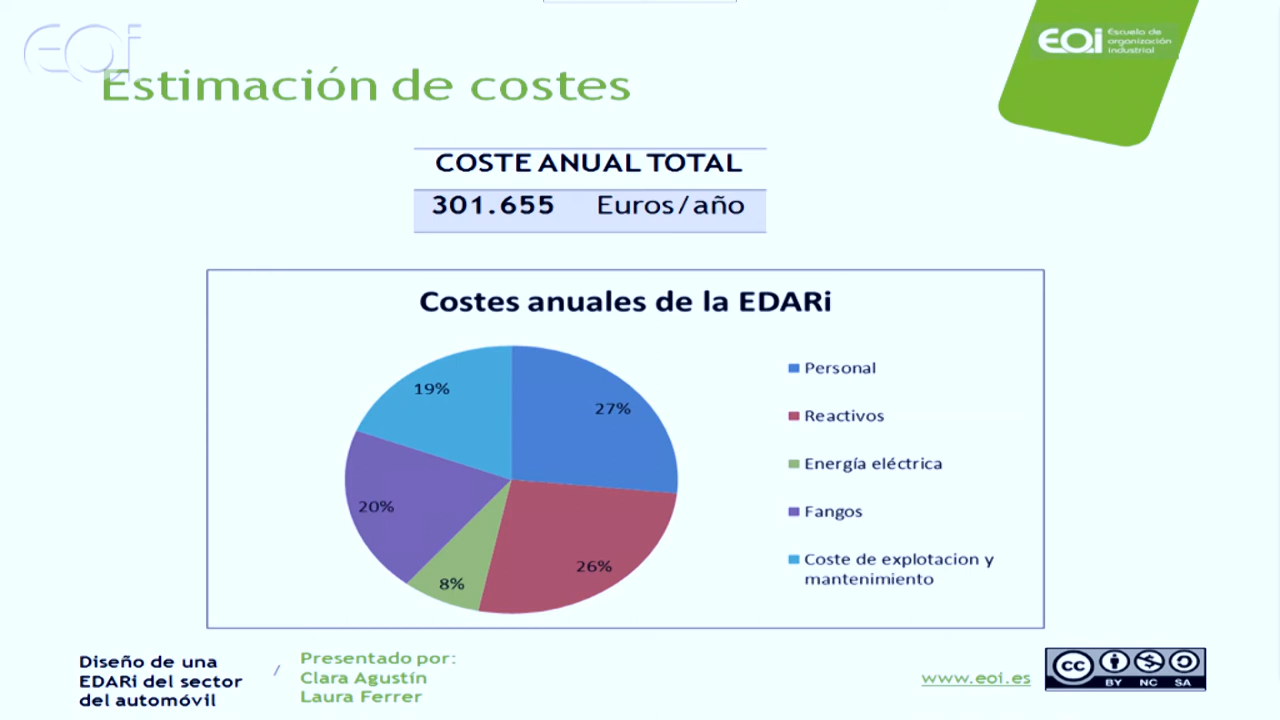 EOi
EOi Escuela de
organización
industrial
Estimación de costes
COSTE ANUAL TOTAL
301.655 Euros/año
Costes anuales de la EDARi
19%
27%
20%
26%
8%
Personal
Reactivos
Energía eléctrica
Fangos
Coste de explotacion y
mantenimiento
Diseño de una
EDARi del sector
del automóvil
/
Presentado por:
Clara Agustín
Laura Ferrer
www.eoi.es
cc
BY NC SA